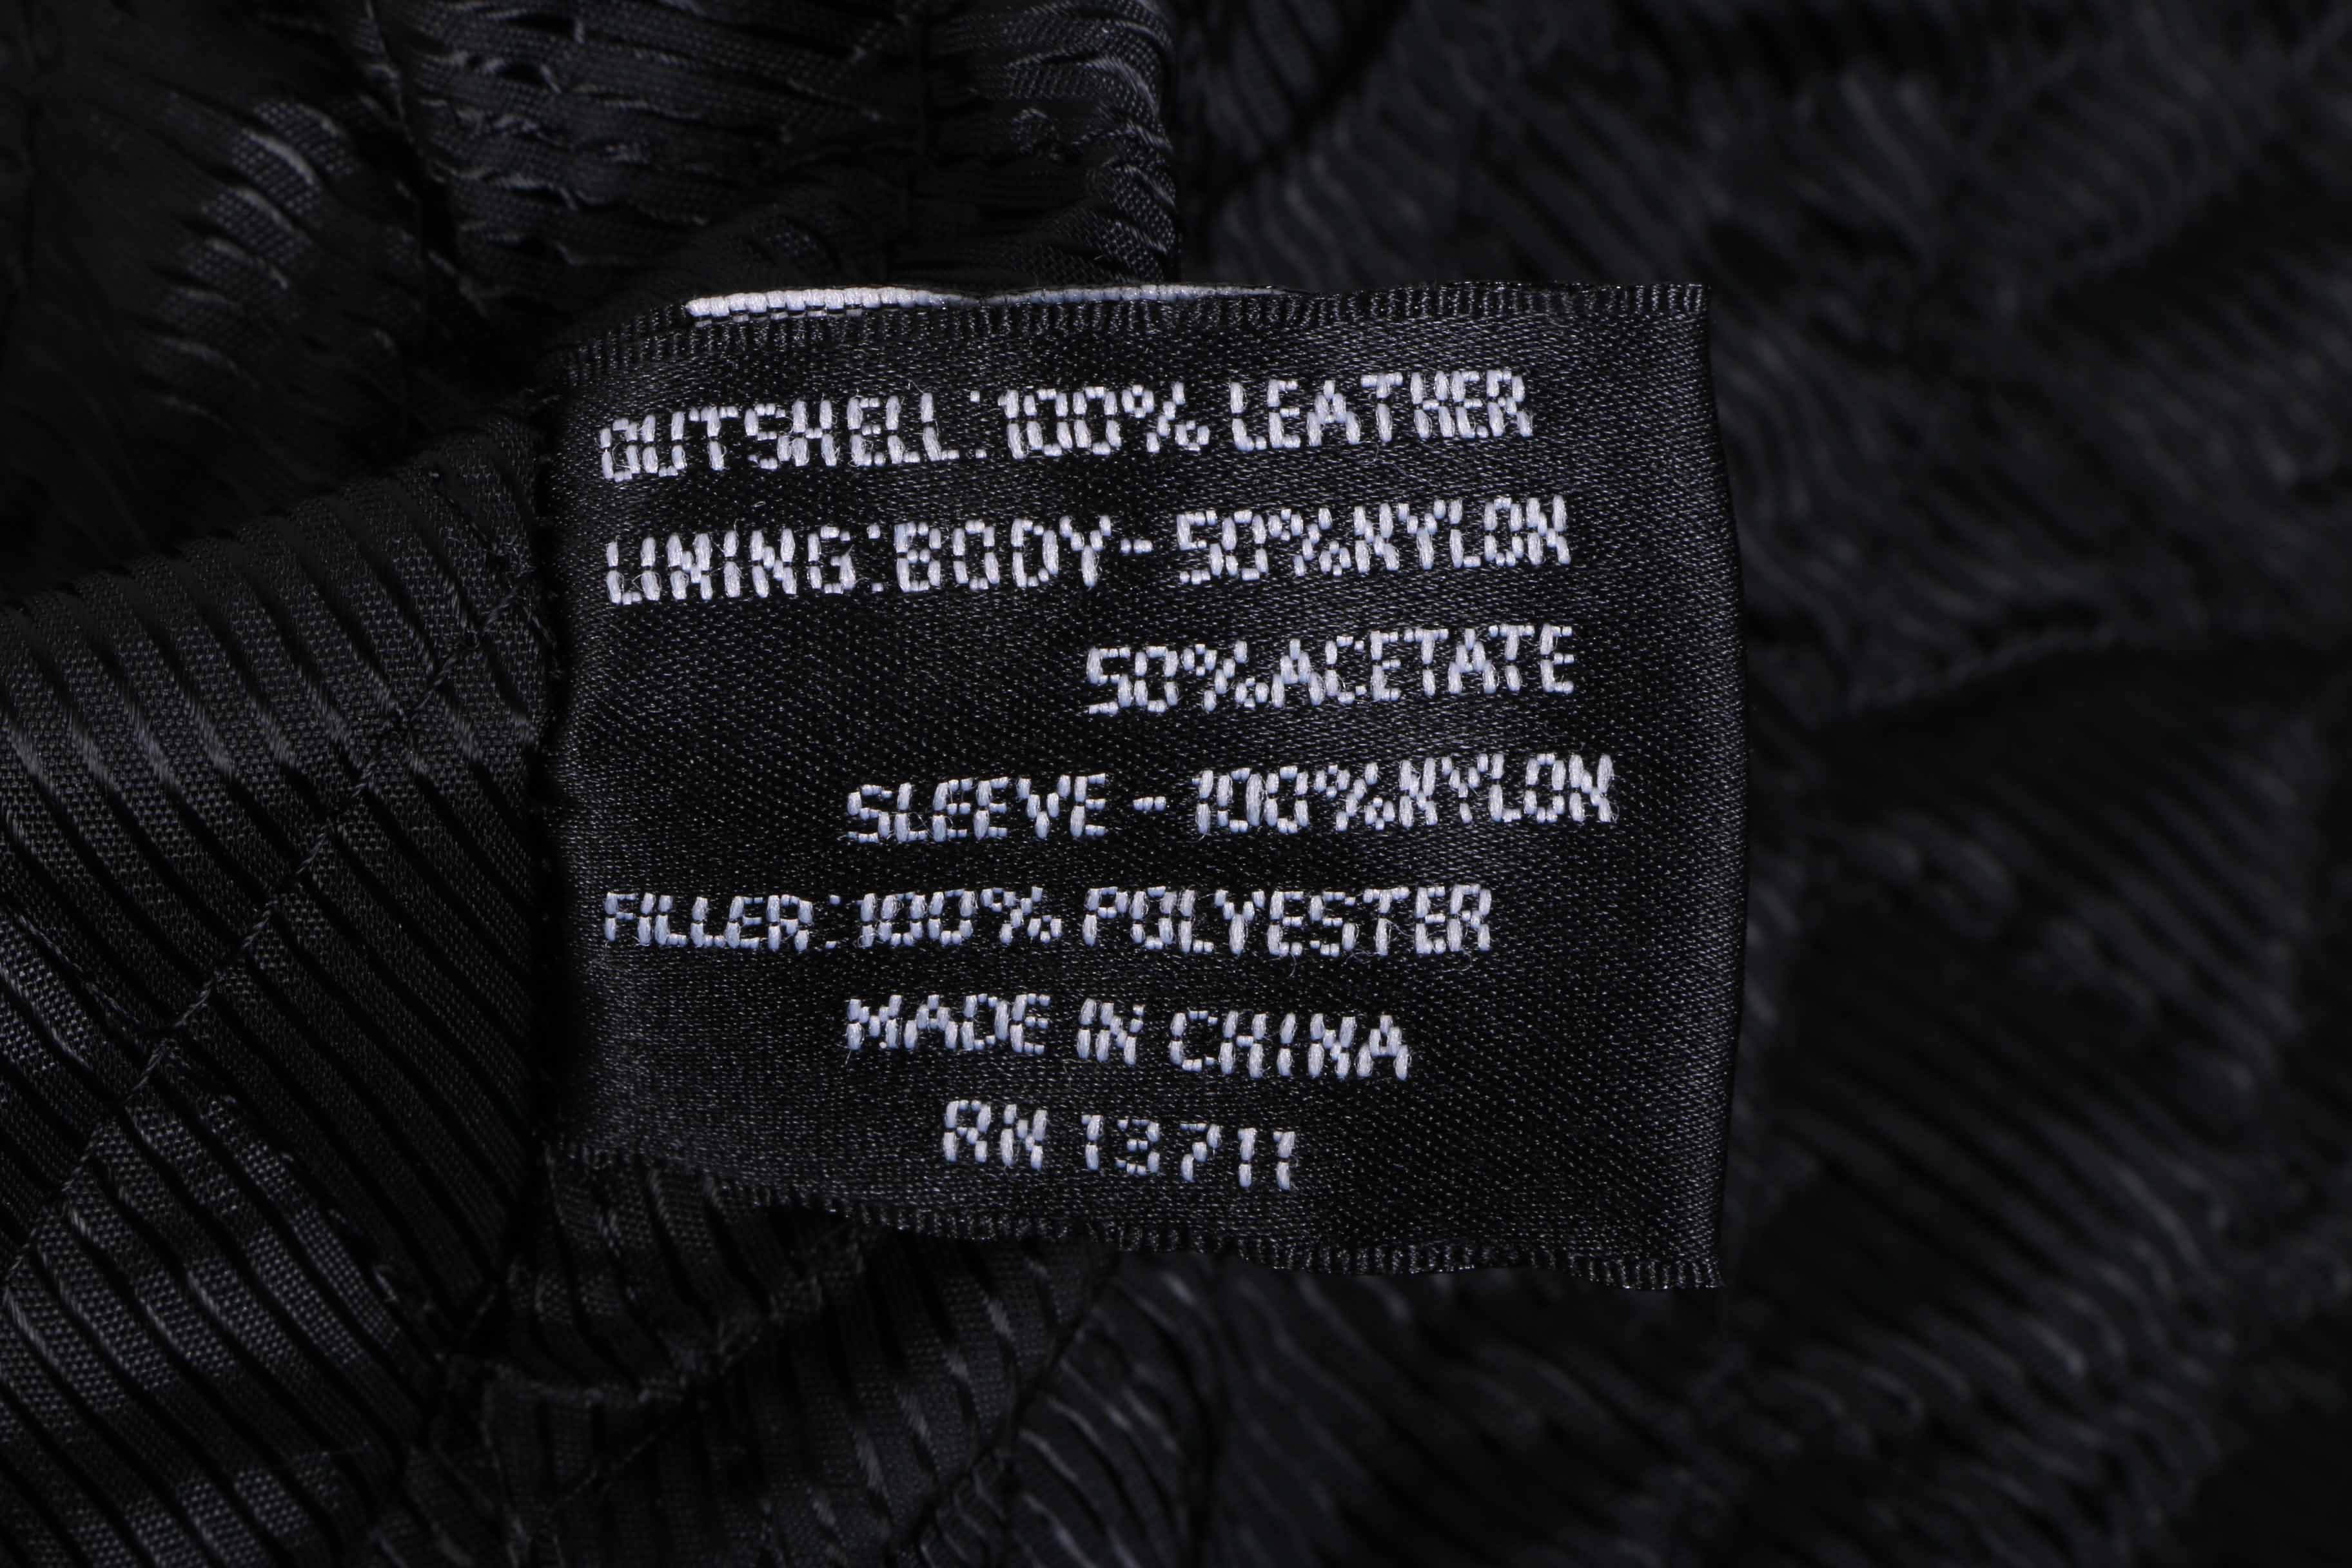 OUTSHELL:100% LEATHER
LINING:BODY-50%NYLON
50%ACETATE
SLEEVE-100%NYLON
FILLER:100% POLYESTER
MADE IN CHINA
RN 13711